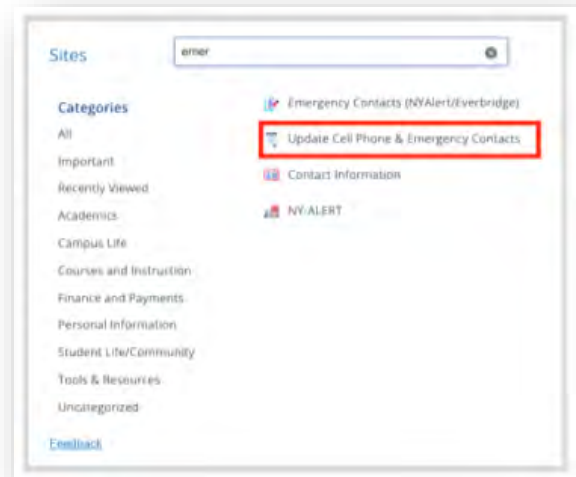 Sites
emer
Categories
All
Important
Recently Viewed
Academics
Campus Life
Courses and Instruction
Finance and Payments
Personal Information
Student Life/Community
Tools & Resources
Uncategorized
Feedback
Emergency Contacts (NYAlert/Everbridge)
Update Cell Phone & Emergency Contacts
Contact Information
NY-ALERT